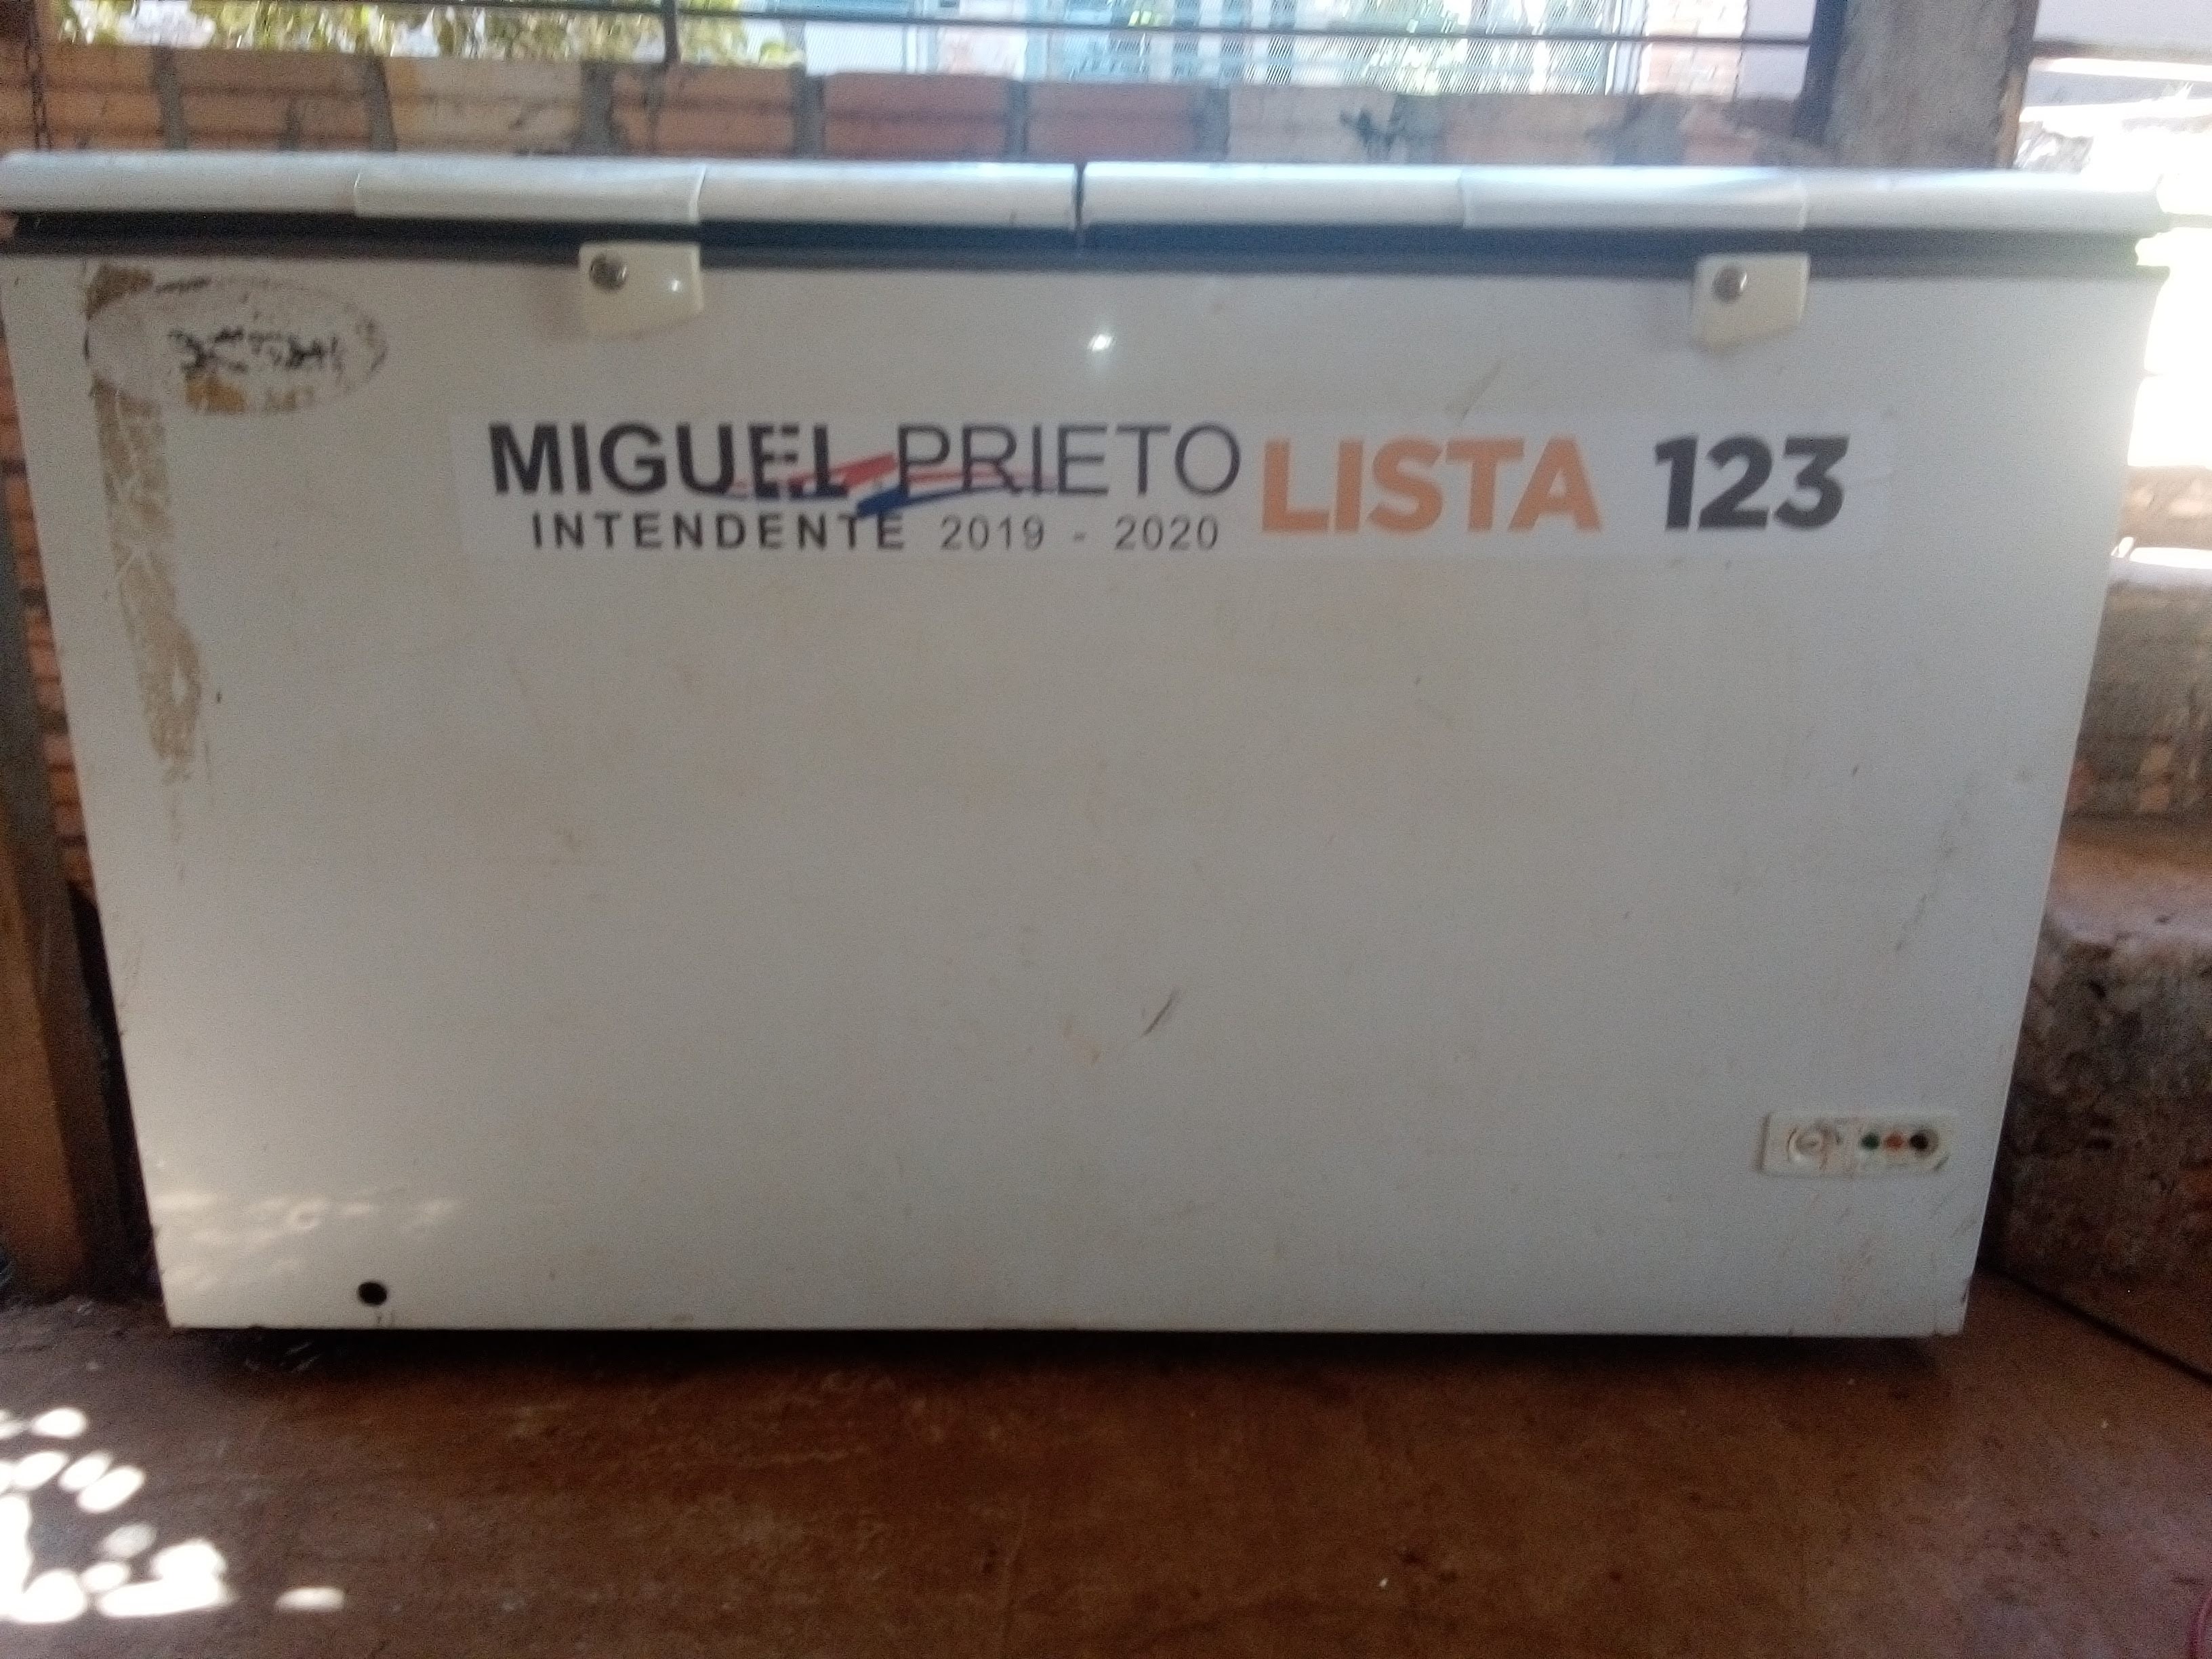 MIGUEL PRIETO LISTA 123
INTENDENTE 2019 - 2020